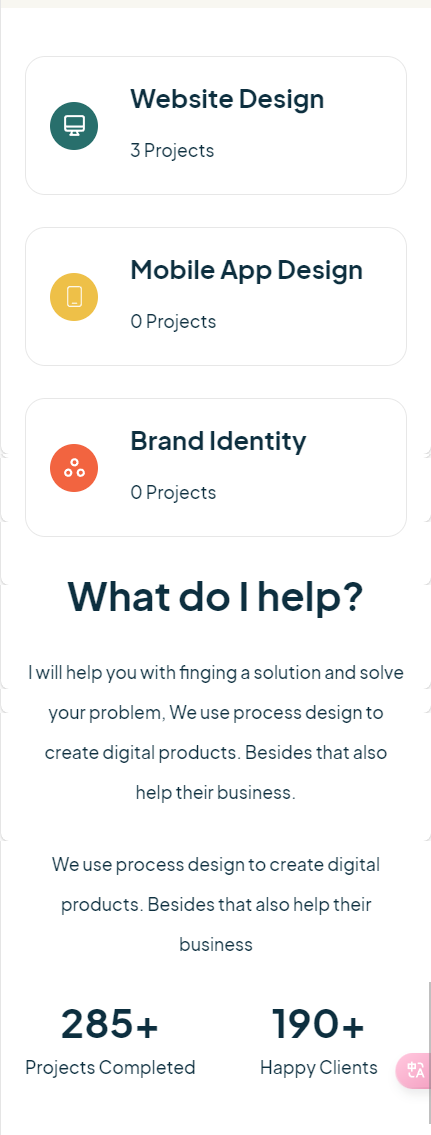 Website Design
3 Projects
Mobile App Design
0 Projects
Brand Identity
0 Projects
What do I help?
I will help you with finging a solution and solve
your problem, We use process design to
create digital products. Besides that also
help their business.
We use process design to create digital
products. Besides that also help their
business
285+
190+
Projects Completed
Happy Clients
中A